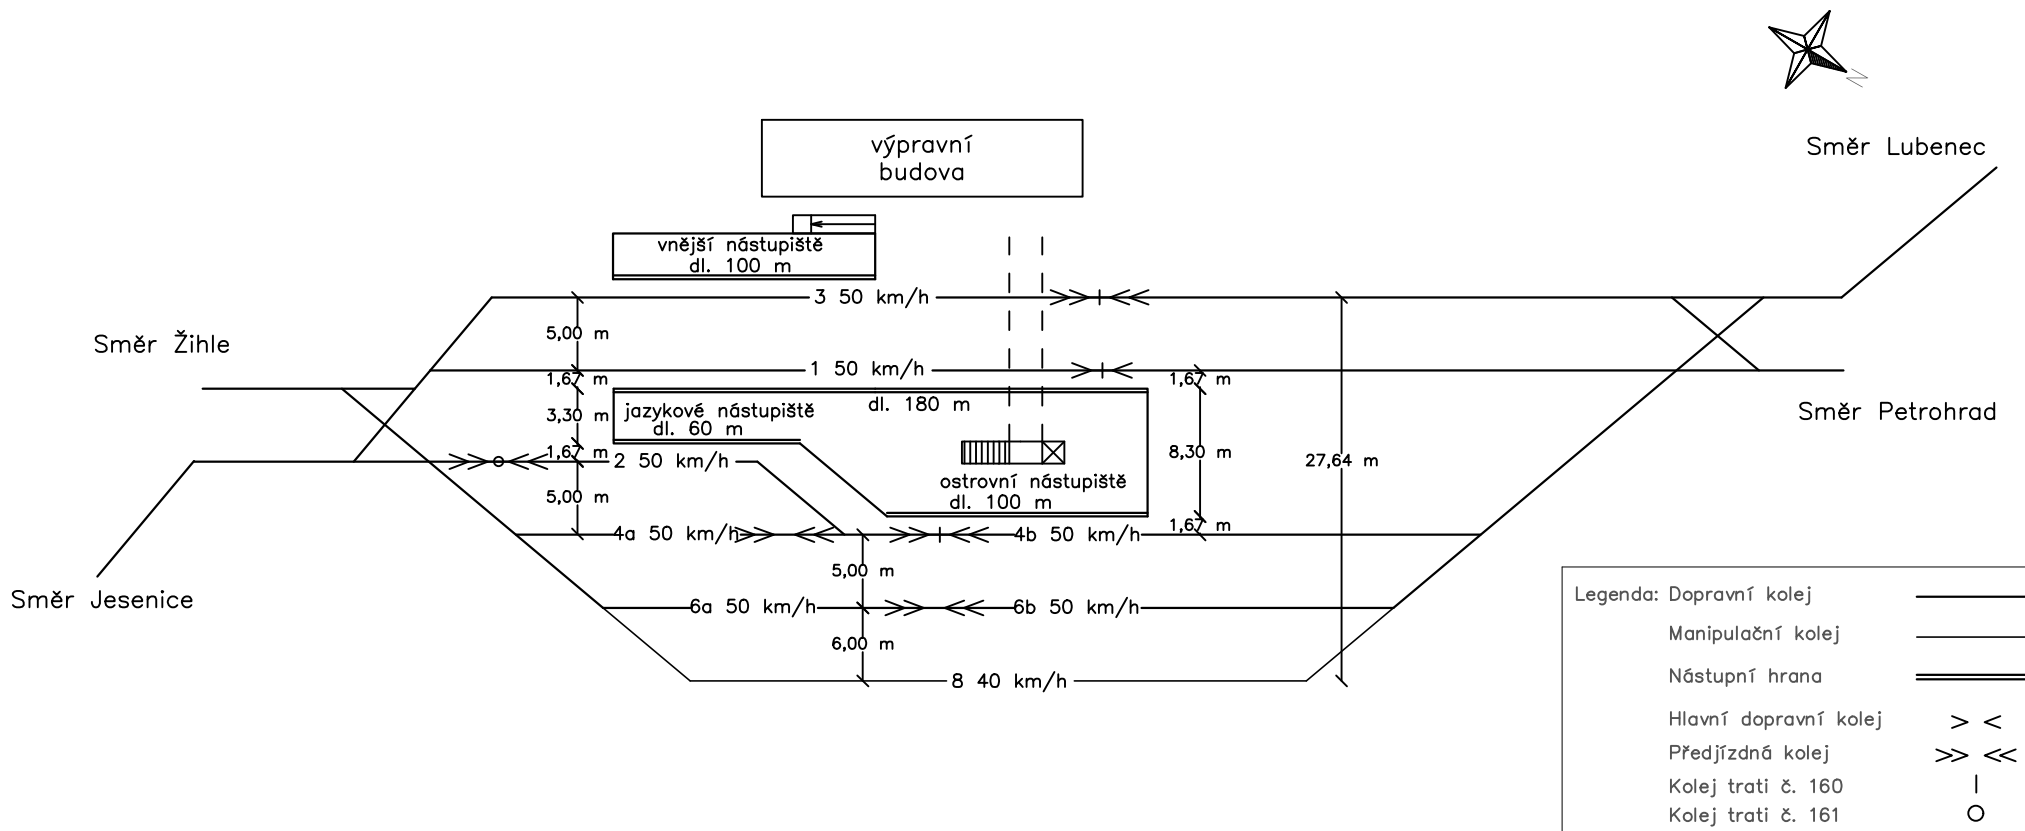 N
Směr Lubenec
výpravní
budova
vnější nástupiště
dl. 100 m
3 50 km/h
5,00 m
Směr Žihle
1 50 km/h
1,67 m
1,67 m
3,30 m
jazykové nástupiště
dl. 60 m
dl. 180 m
Směr Petrohrad
1,67 m
2 50 km/h
8,30 m
27,64 m
5,00 m
ostrovní nástupiště
dl. 100 m
1,67 m
4a 50 km/h
4b 50 km/h
5,00 m
Směr Jesenice
6a 50 km/h
6b 50 km/h
6,00 m
8 40 km/h
Legenda: Dopravní kolej
Manipulační kolej
Nástupní hrana
Hlavní dopravní kolej
Předjízdná kolej
Kolej trati č. 160
Kolej trati č. 161